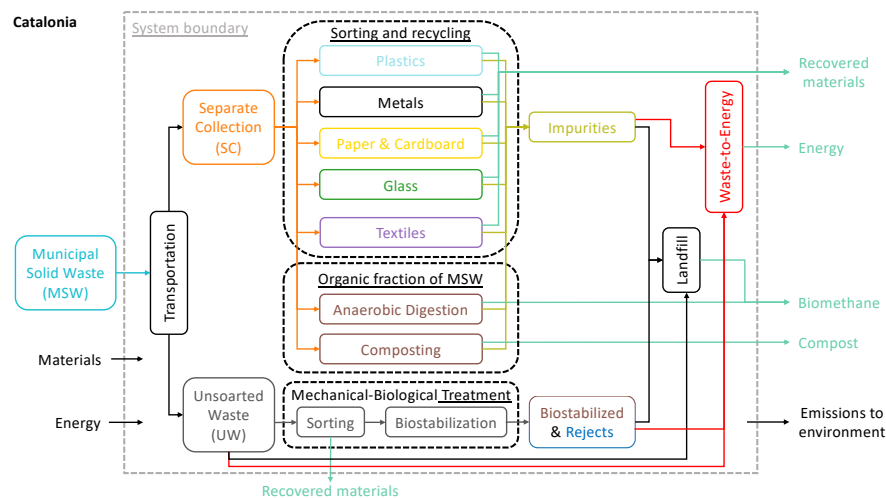 Catalonia
System boundary
Sorting and recycling
Plastics
Metals
Paper & Cardboard
Glass
Textiles
Separate
Collection
(SC)
Impurities
Waste-to-Energy
Recovered
materials
Energy
Municipal
Solid Waste
(MSW)
Transportation
Landfill
Organic fraction of MSW
Anaerobic Digestion
Composting
Biomethane
Compost
Materials
Energy
Unsoarted
Waste
(UW)
Mechanical-Biological Treatment
Sorting
Biostabilization
Biostabilized
& Rejects
Emissions to
environment
Recovered materials